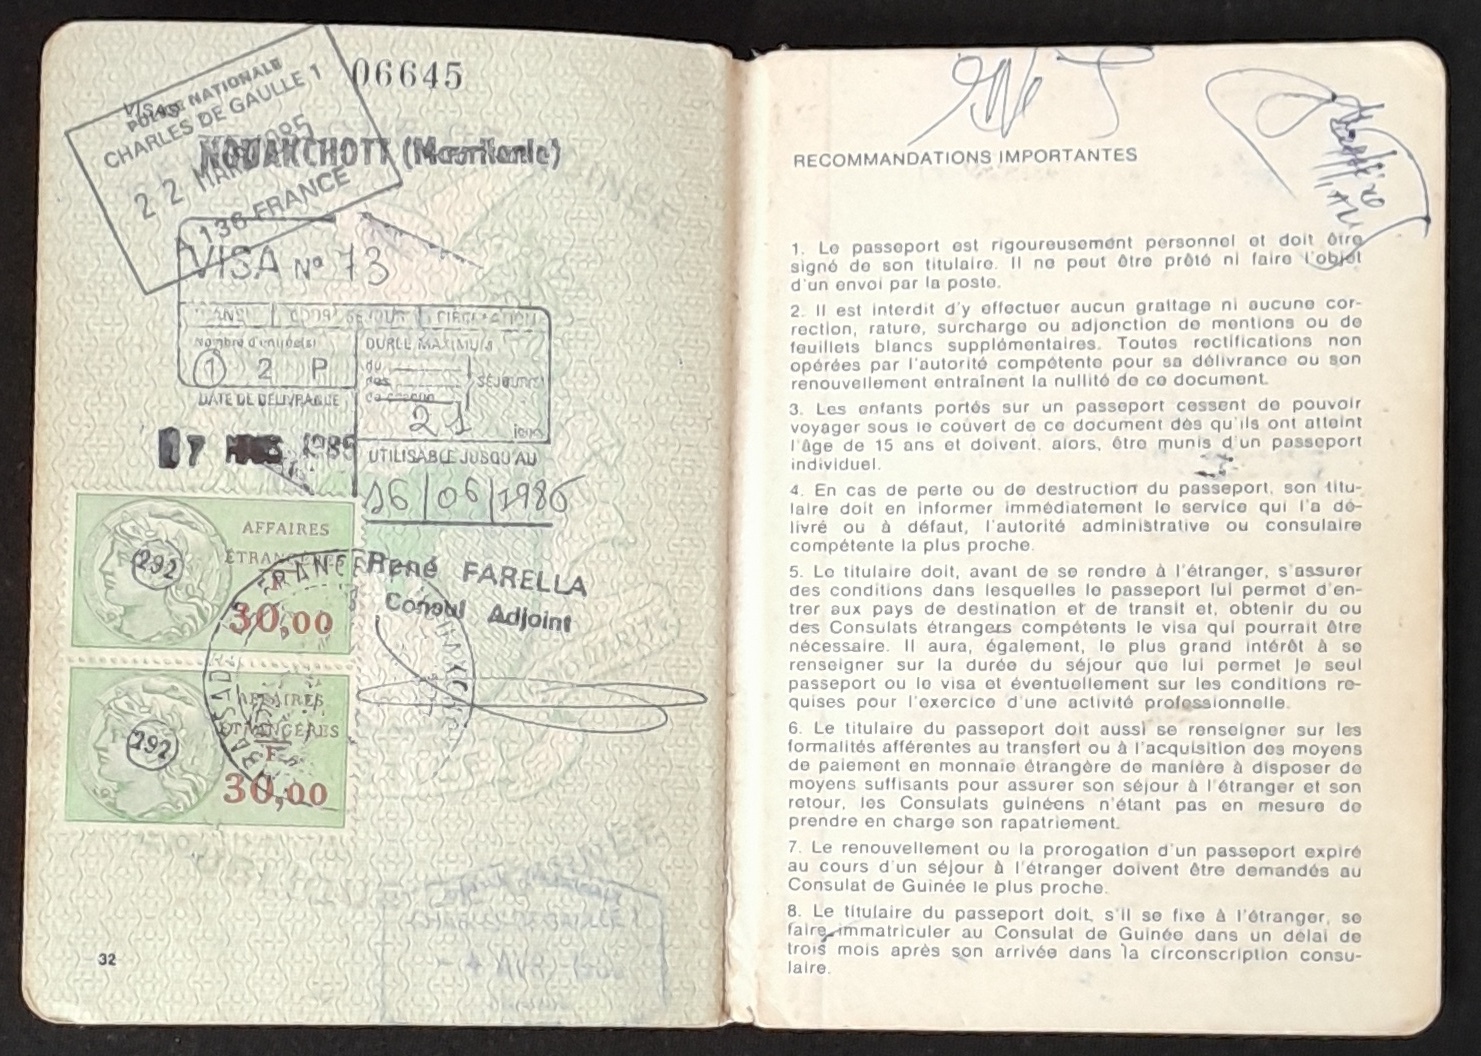 06645
VISAS
POLICE NATIONALE
CHARLES DE GAULLE 1
22 MAR
A 136 FRANCE
NOUAKCHOTT (Mauritanie)
VISA N° 73
Nombre d'entrée(s)
1 2 P
DURÉE MAXIMUM
du
des
de chacun
SÉJOUR(S)
21
jours
DATE DE DÉLIVRANCE
UTILISABLE JUSQU'AU
07 1985
16/06/1986
AFFAIRES
ÉTRANGÈRES
292
F
30,00
René FARELLA
Consul Adjoint
FRANCE
AFFAIRES
ÉTRANGÈRES
292
F
30,00
CHARLES DE GAULLE 1
32
RECOMMANDATIONS IMPORTANTES
1. Le passeport est rigoureusement personnel et doit être
signé de son titulaire. Il ne peut être prêté ni faire l'objet
d'un envoi par la poste.
2. Il est interdit d'y effectuer aucun grattage ni aucune cor-
rection, rature, surcharge ou adjonction de mentions ou de
feuillets blancs supplémentaires. Toutes rectifications non
opérées par l'autorité compétente pour sa délivrance ou son
renouvellement entraînent la nullité de ce document.
3. Les enfants portés sur un passeport cessent de pouvoir
voyager sous le couvert de ce document dès qu'ils ont atteint
l'âge de 15 ans et doivent, alors, être munis d'un passeport
individuel.
4. En cas de perte ou de destruction du passeport, son titu-
laire doit en informer immédiatement le service qui l'a dé-
livré ou à défaut, l'autorité administrative ou consulaire
compétente la plus proche.
5. Le titulaire doit, avant de se rendre à l'étranger, s'assurer
des conditions dans lesquelles le passeport lui permet d'en-
trer aux pays de destination et de transit et, obtenir du ou
des Consulats étrangers compétents le visa qui pourrait être
nécessaire. Il aura, également, le plus grand intérêt à se
renseigner sur la durée du séjour que lui permet le seul
passeport ou le visa et éventuellement sur les conditions re-
quises pour l'exercice d'une activité professionnelle.
6. Le titulaire du passeport doit aussi se renseigner sur les
formalités afférentes au transfert ou à l'acquisition des moyens
de paiement en monnaie étrangère de manière à disposer de
moyens suffisants pour assurer son séjour à l'étranger et son
retour, les Consulats guinéens n'étant pas en mesure de
prendre en charge son rapatriement.
7. Le renouvellement ou la prorogation d'un passeport expiré
au cours d'un séjour à l'étranger doivent être demandés au
Consulat de Guinée le plus proche.
8. Le titulaire du passeport doit, s'il se fixe à l'étranger, se
faire immatriculer au Consulat de Guinée dans un délai de
trois mois après son arrivée dans la circonscription consu-
laire.